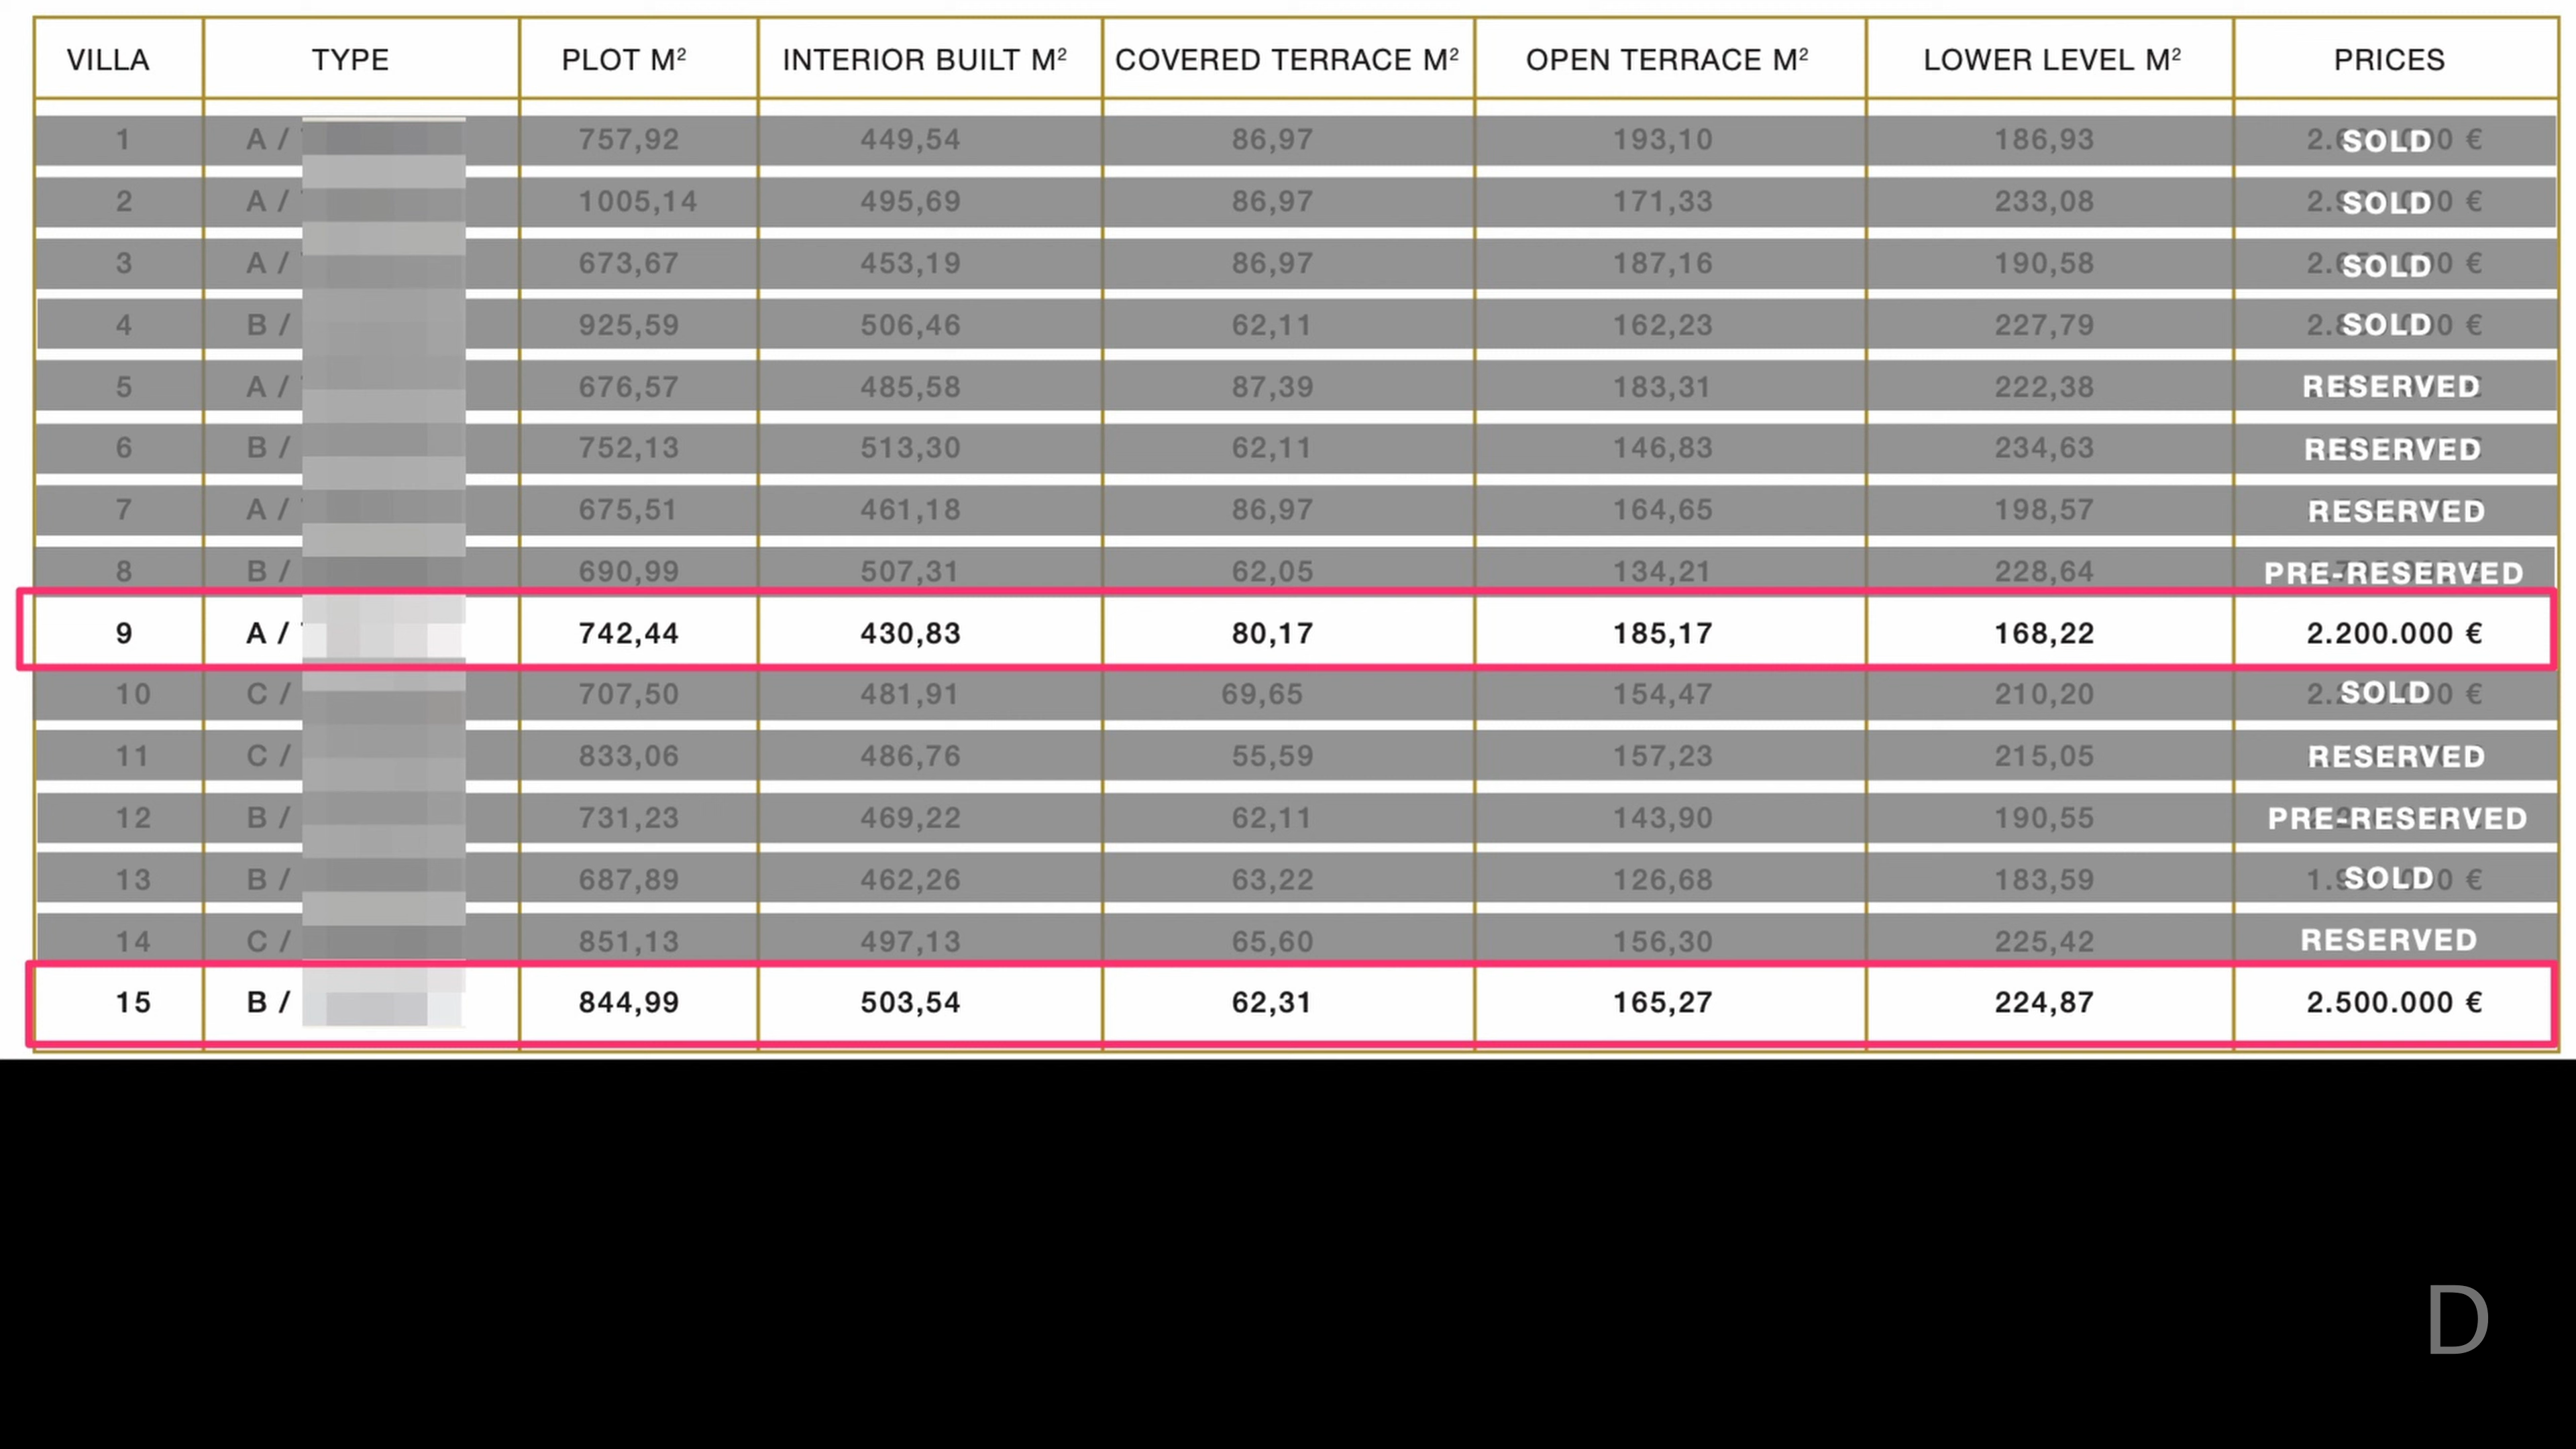 VILLA TYPE PLOT M² INTERIOR BUILT M² COVERED TERRACE M² OPEN TERRACE M² LOWER LEVEL M² PRICES
1 A / 757,92 449,54 86,97 193,10 186,93 SOLD
2 A / 1005,14 495,69 86,97 171,33 233,08 SOLD
3 A / 673,67 453,19 86,97 187,16 190,58 SOLD
4 B / 925,59 506,46 62,11 162,23 227,79 SOLD
5 A / 676,57 485,58 87,39 183,31 222,38 RESERVED
6 B / 752,13 513,30 62,11 146,83 234,63 RESERVED
7 A / 675,51 461,18 86,97 164,65 198,57 RESERVED
8 B / 690,99 507,31 62,05 134,21 228,64 PRE-RESERVED
9 A / 742,44 430,83 80,17 185,17 168,22 2.200.000 €
10 C / 707,50 481,91 69,65 154,47 210,20 SOLD
11 C / 833,06 486,76 55,59 157,23 215,05 RESERVED
12 B / 731,23 469,22 62,11 143,90 190,55 PRE-RESERVED
13 B / 687,89 462,26 63,22 126,68 183,59 SOLD
14 C / 851,13 497,13 65,60 156,30 225,42 RESERVED
15 B / 844,99 503,54 62,31 165,27 224,87 2.500.000 €
D